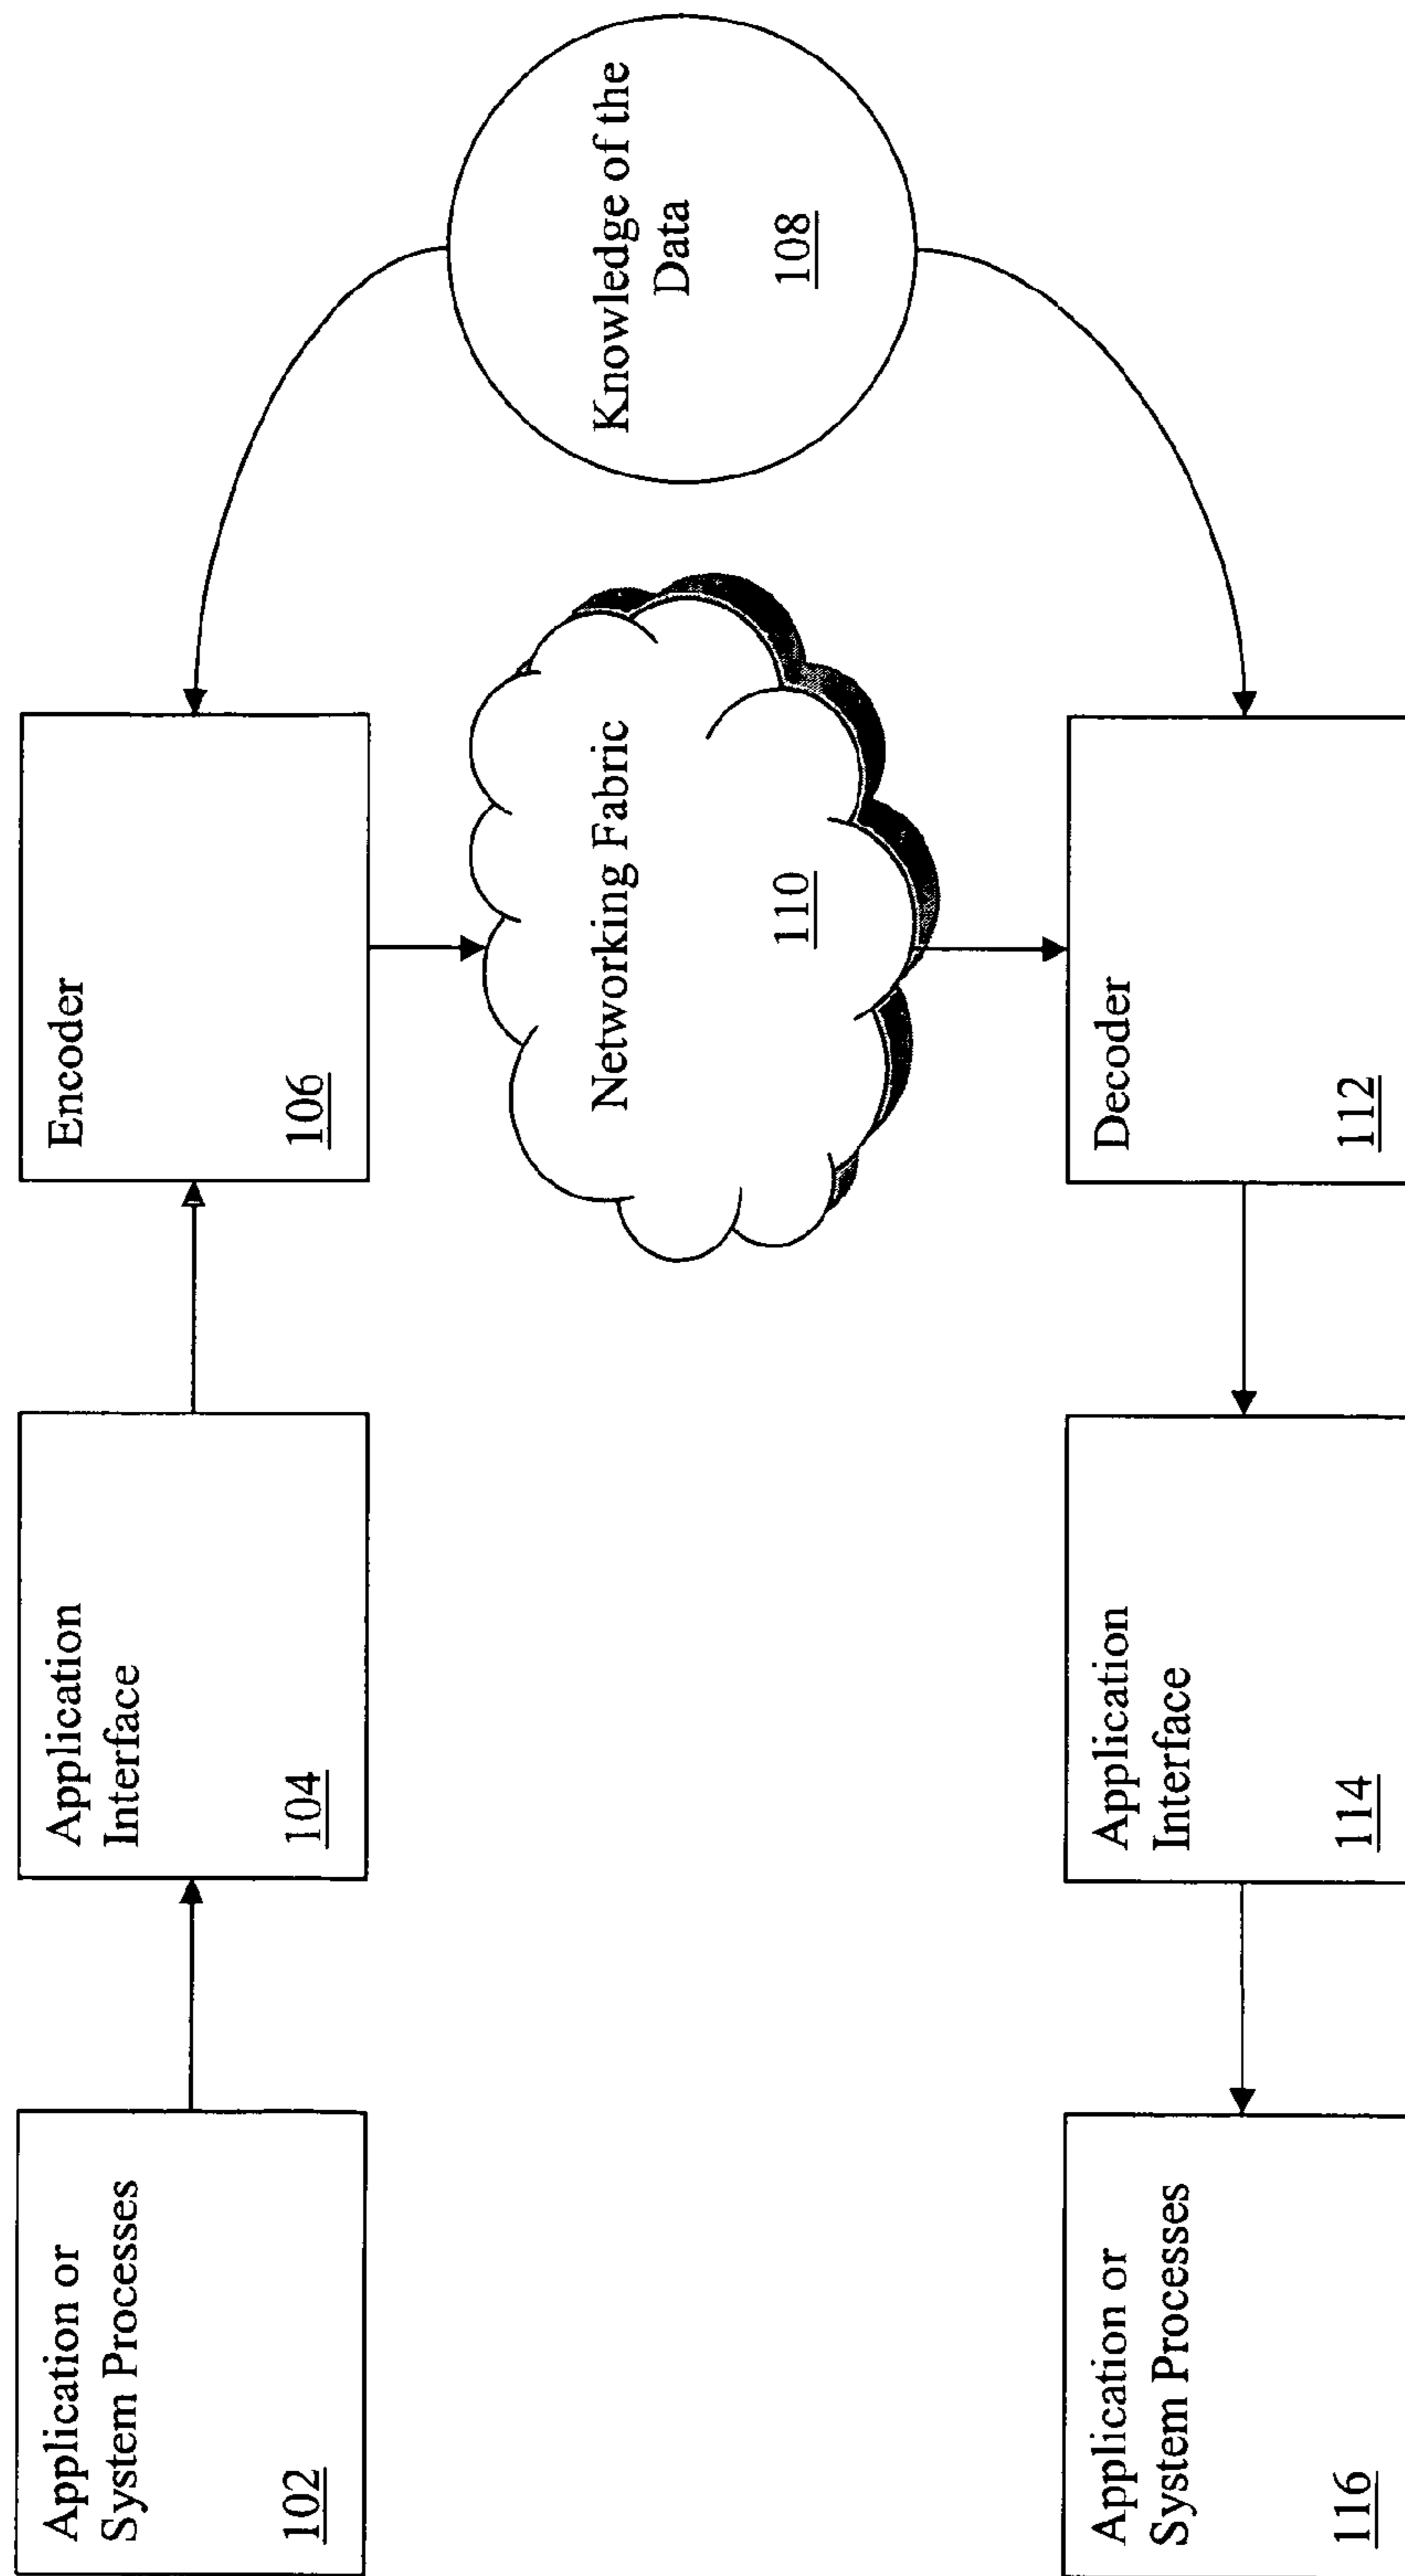 Application or
System Processes
102
Application
Interface
104
Encoder
106
Knowledge of the
Data
108
Networking Fabric
110
Decoder
112
Application
Interface
114
Application or
System Processes
116